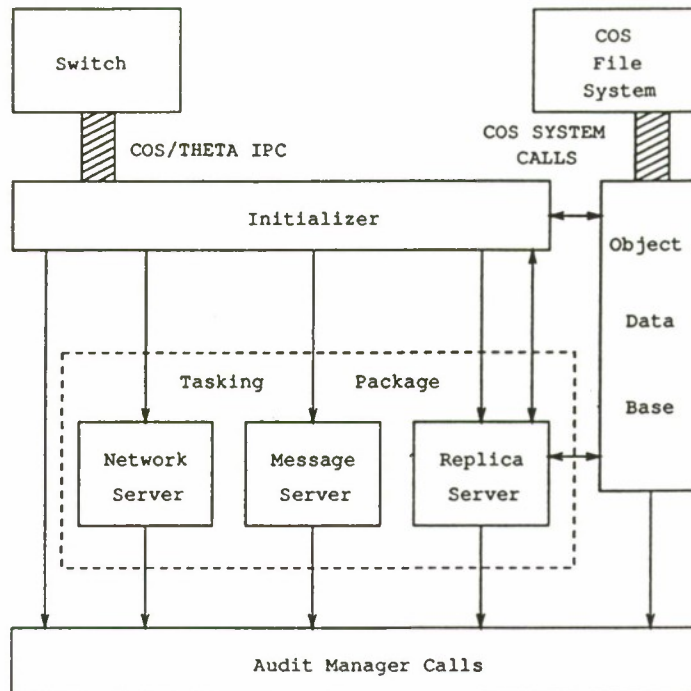 Switch
COS
File
System
COS/THETA IPC
COS SYSTEM
CALLS
Initializer
Object
Data
Base
Tasking Package
Network
Server
Message
Server
Replica
Server
Audit Manager Calls